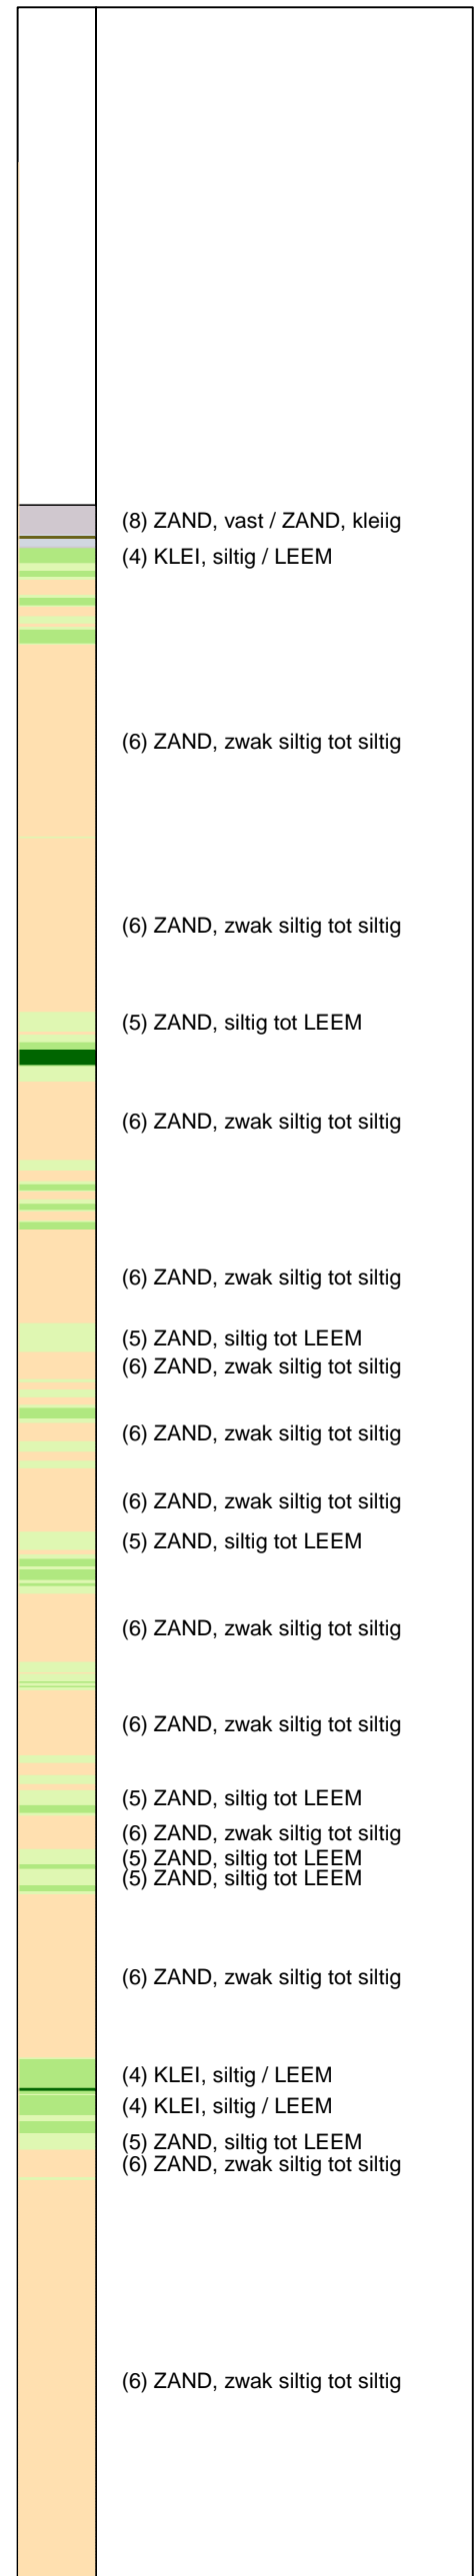 (8) ZAND, vast / ZAND, kleiig
(4) KLEI, siltig / LEEM
(6) ZAND, zwak siltig tot siltig
(6) ZAND, zwak siltig tot siltig
(5) ZAND, siltig tot LEEM
(6) ZAND, zwak siltig tot siltig
(6) ZAND, zwak siltig tot siltig
(5) ZAND, siltig tot LEEM
(6) ZAND, zwak siltig tot siltig
(6) ZAND, zwak siltig tot siltig
(6) ZAND, zwak siltig tot siltig
(5) ZAND, siltig tot LEEM
(6) ZAND, zwak siltig tot siltig
(6) ZAND, zwak siltig tot siltig
(5) ZAND, siltig tot LEEM
(6) ZAND, zwak siltig tot siltig
(5) ZAND, siltig tot LEEM
(5) ZAND, siltig tot LEEM
(6) ZAND, zwak siltig tot siltig
(4) KLEI, siltig / LEEM
(4) KLEI, siltig / LEEM
(5) ZAND, siltig tot LEEM
(6) ZAND, zwak siltig tot siltig
(6) ZAND, zwak siltig tot siltig